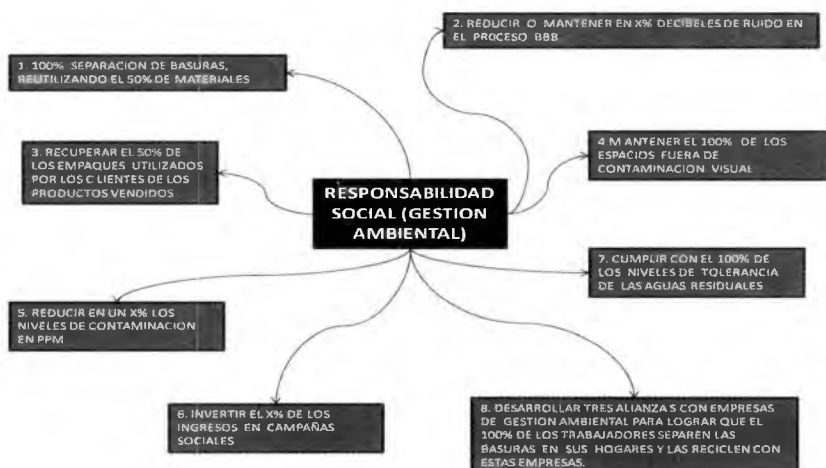 1. 100% SEPARACION DE BASURAS,
REUTILIZANDO EL 50% DE MATERIALES
2. REDUCIR O MANTENER EN X% DECIBELES DE RUIDO EN
EL PROCESO BBB
3. RECUPERAR EL 50% DE
LOS EMPAQUES UTILIZADOS
POR LOS C LIENTES DE LOS
PRODUCTOS VENDIDOS
4.M ANTENER EL 100% DE LOS
ESPACIOS FUERA DE
CONTAMINACION VISUAL
RESPONSABILIDAD
SOCIAL (GESTION
AMBIENTAL)
7. CUMPLIR CON EL 100% DE
LOS NIVELES DE TOLERANCIA
DE LAS AGUAS RESIDUALES
5. REDUCIR EN UN X% LOS
NIVELES DE CONTAMINACION
EN PPM
6. INVERTIR EL X% DE LOS
INGRESOS EN CAMPAÑAS
SOCIALES
8. DESARROLLAR TRES ALIANZA S CON EMPRESAS
DE GESTION AMBIENTAL PARA LOGRAR QUE EL
100% DE LOS TRABAJADORES SEPAREN LAS
BASURAS EN SUS HOGARES Y LAS RECICLEN CON
ESTAS EMPRESAS.